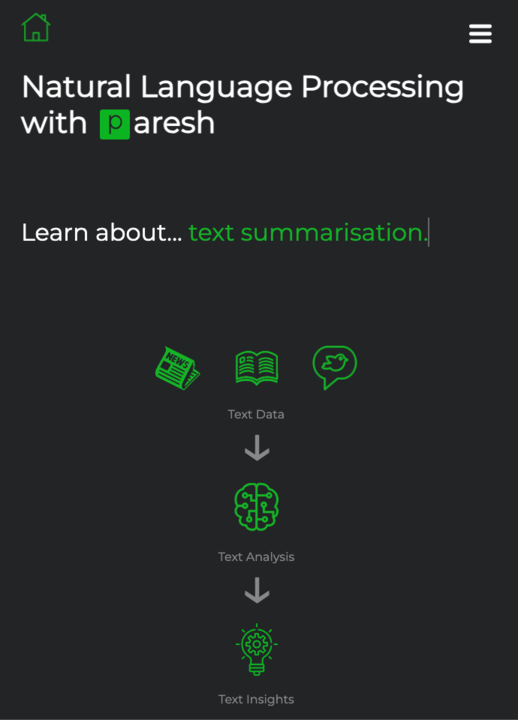 Natural Language Processing
with paresh
Learn about... text summarisation.
NEWS
Text Data
Text Analysis
Text Insights